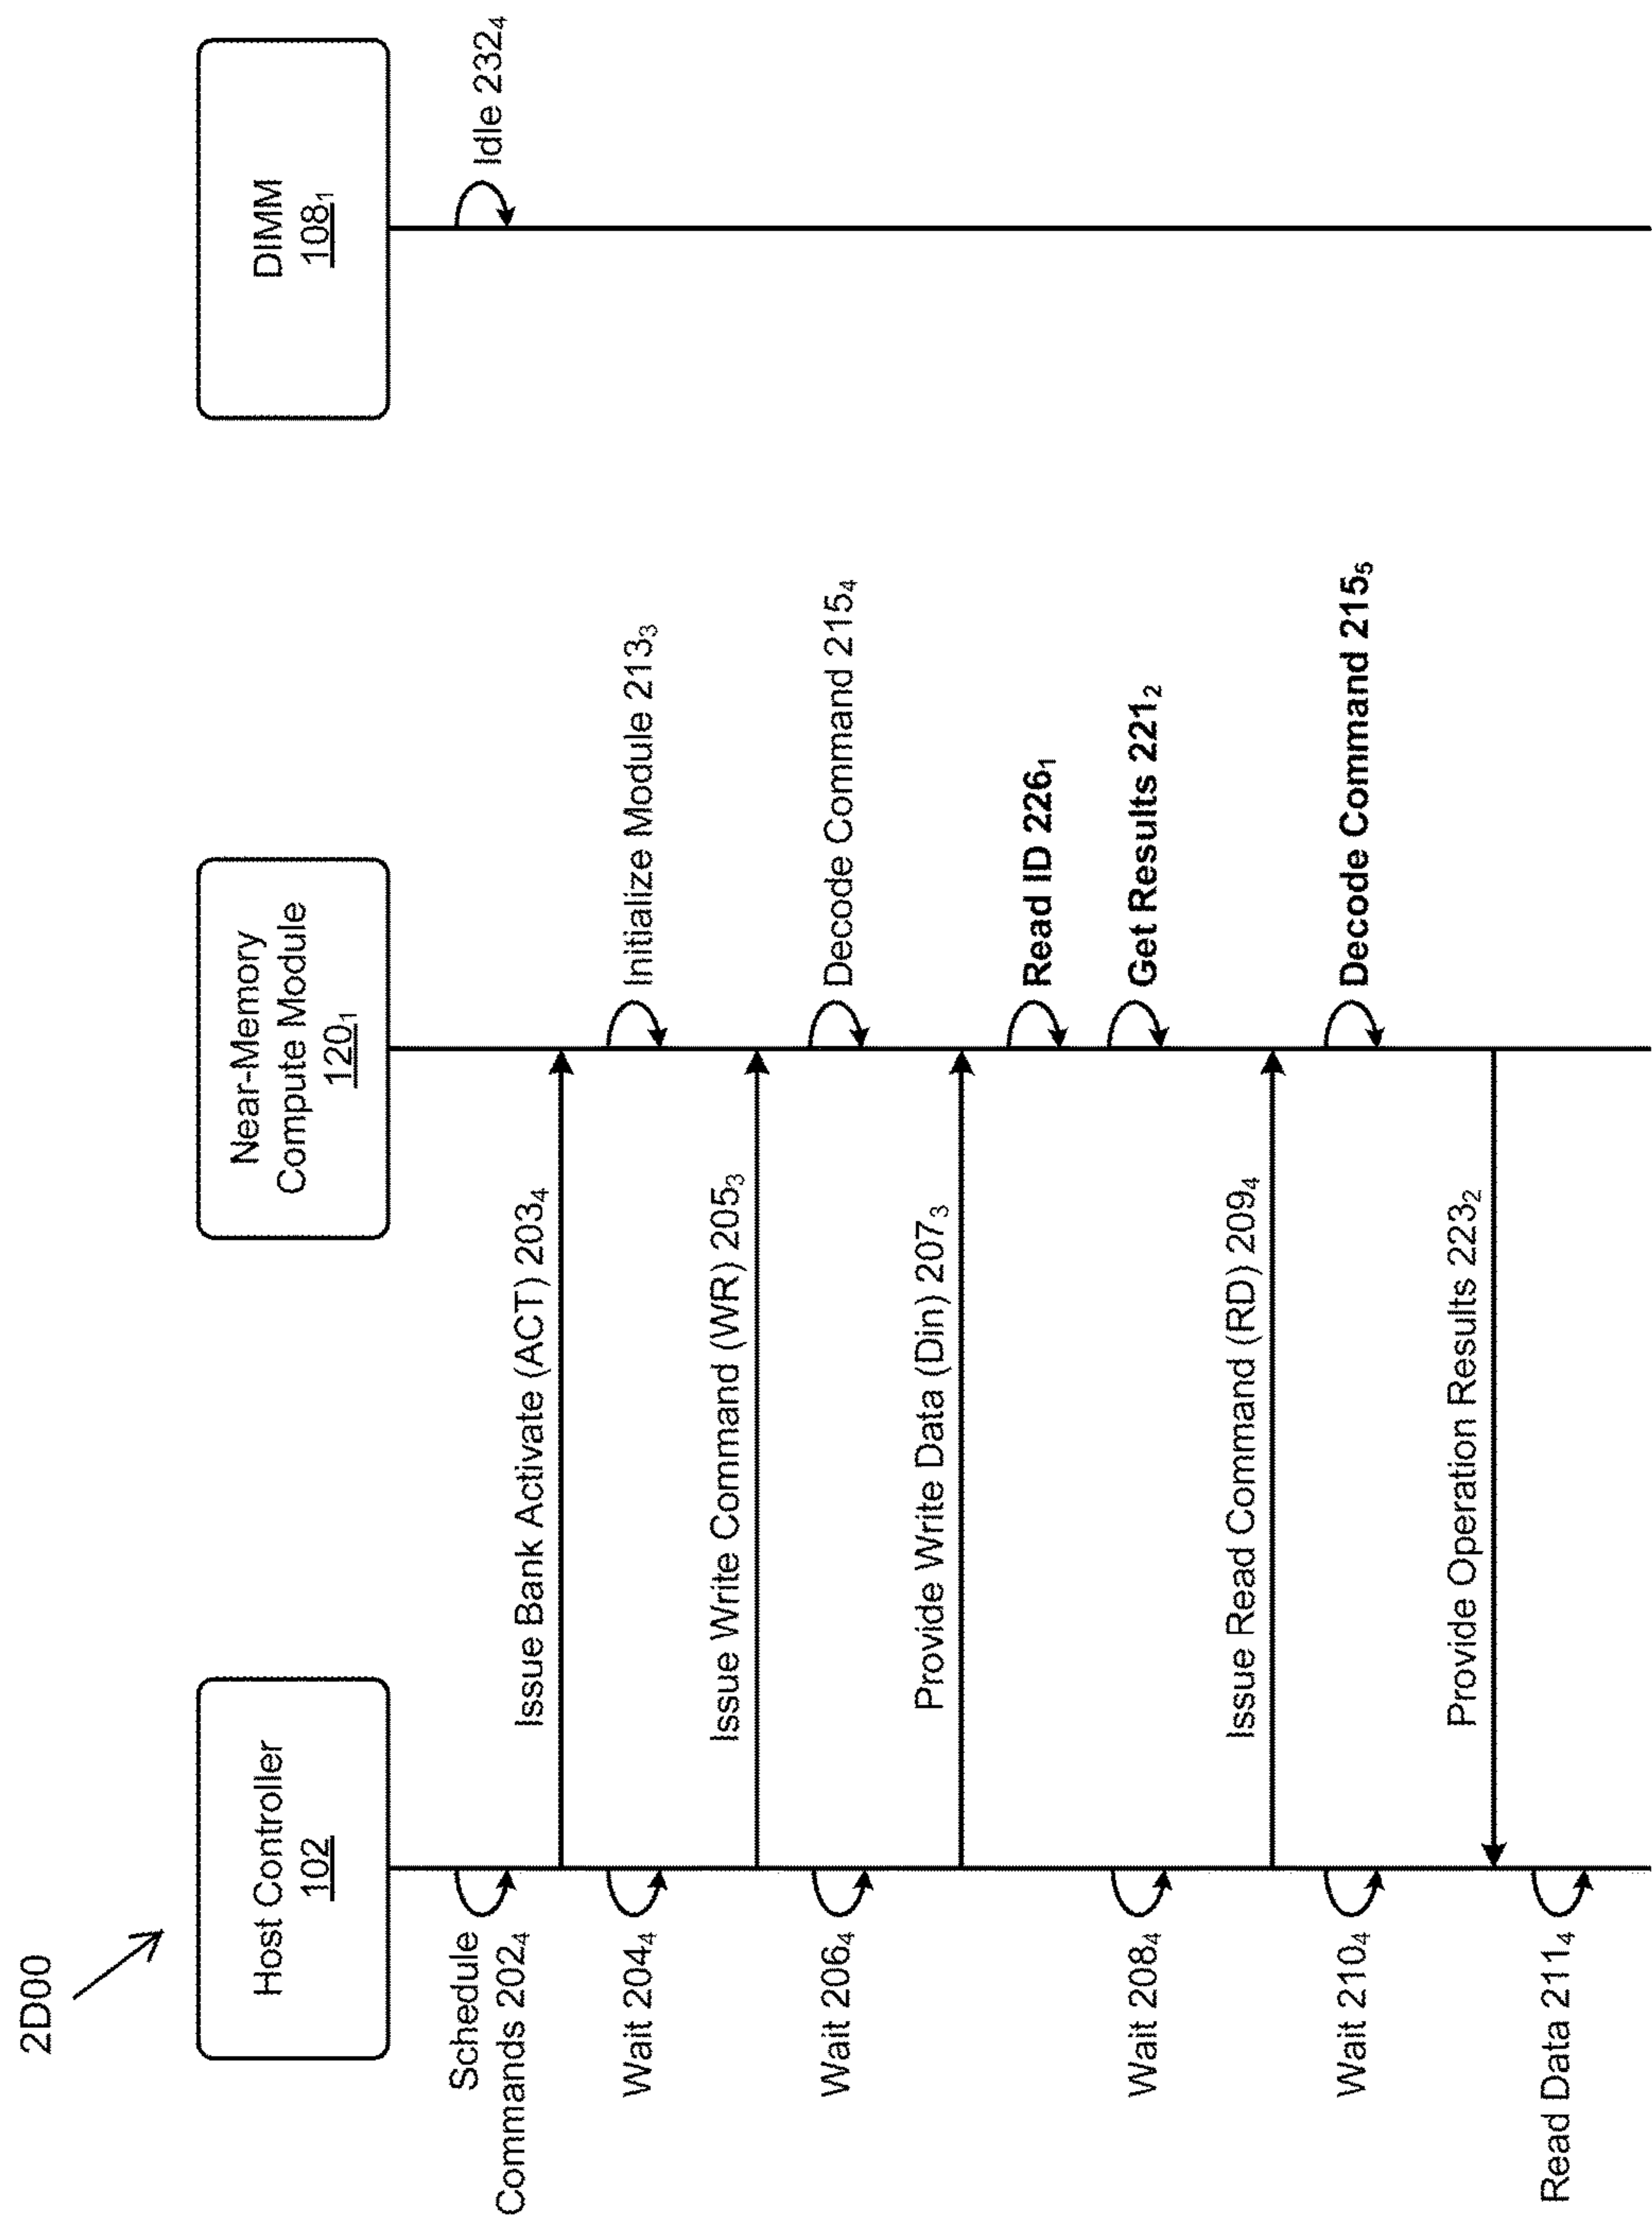 2D00
Host Controller
102
Near-Memory
Compute Module
120₁
DIMM
108₁
Schedule
Commands 202₄
Idle 232₄
Issue Bank Activate (ACT) 203₄
Wait 204₄
Initialize Module 213₃
Issue Write Command (WR) 205₃
Wait 206₄
Decode Command 215₄
Provide Write Data (Din) 207₃
Read ID 226₁
Wait 208₄
Get Results 221₂
Issue Read Command (RD) 209₄
Wait 210₄
Decode Command 215₅
Provide Operation Results 223₂
Read Data 211₄